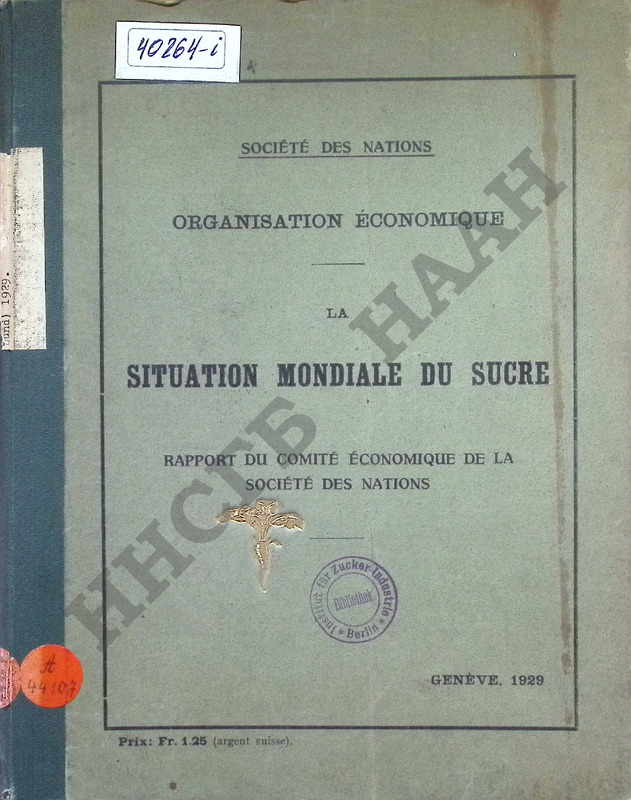 40264-i
SOCIÉTÉ DES NATIONS
ORGANISATION ÉCONOMIQUE
LA
SITUATION MONDIALE DU SUCRE
RAPPORT DU COMITÉ ÉCONOMIQUE DE LA
SOCIÉTÉ DES NATIONS
Institut für Zucker-Industrie
Bibliothek
* Berlin *
GENÈVE, 1929
Prix: Fr. 1.25 (argent suisse).
1929.
A
44107
ННСГБ НААН